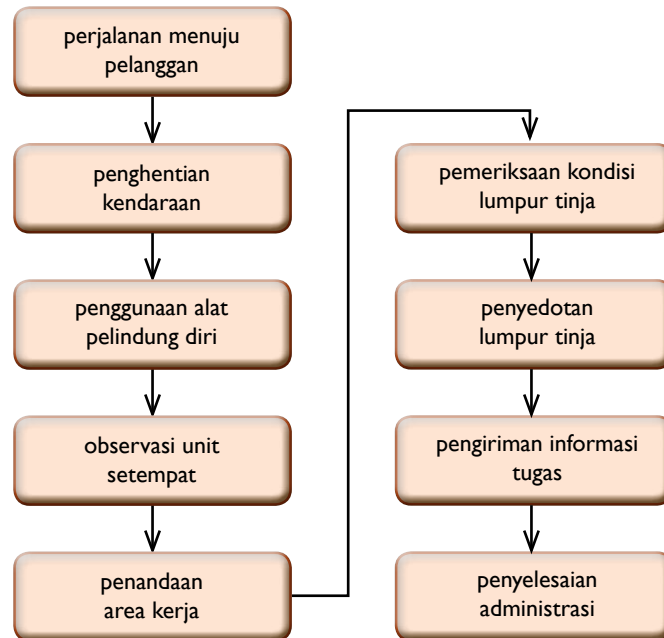 perjalanan menuju
pelanggan
penghentian
kendaraan
penggunaan alat
pelindung diri
observasi unit
setempat
penandaan
area kerja
pemeriksaan kondisi
lumpur tinja
penyedotan
lumpur tinja
pengiriman informasi
tugas
penyelesaian
administrasi